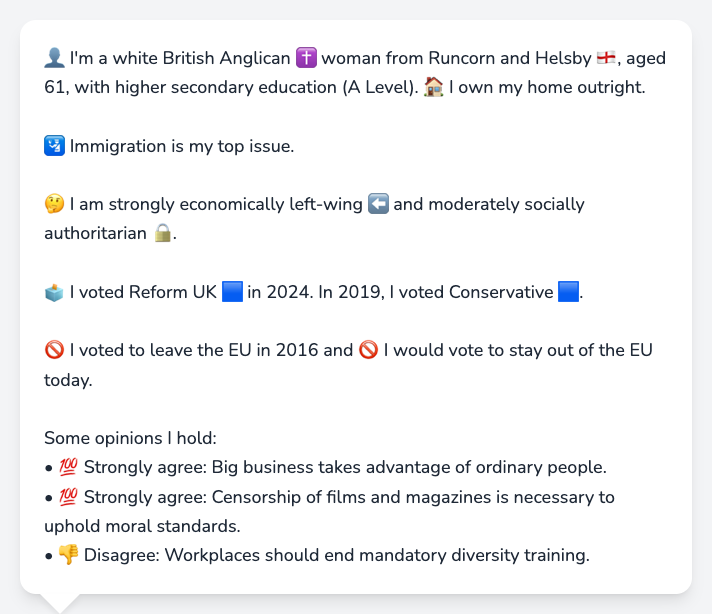 👤 I'm a white British Anglican ✝️ woman from Runcorn and Helsby 🏴󠁧󠁢󠁥󠁮󠁧󠁿, aged
61, with higher secondary education (A Level). 🏠 I own my home outright.
🛂 Immigration is my top issue.
🤔 I am strongly economically left-wing ⬅️ and moderately socially
authoritarian 🔒.
🗳️ I voted Reform UK 🟦 in 2024. In 2019, I voted Conservative 🟦.
🚫 I voted to leave the EU in 2016 and 🚫 I would vote to stay out of the EU
today.
Some opinions I hold:
• 💯 Strongly agree: Big business takes advantage of ordinary people.
• 💯 Strongly agree: Censorship of films and magazines is necessary to
uphold moral standards.
• 👎 Disagree: Workplaces should end mandatory diversity training.